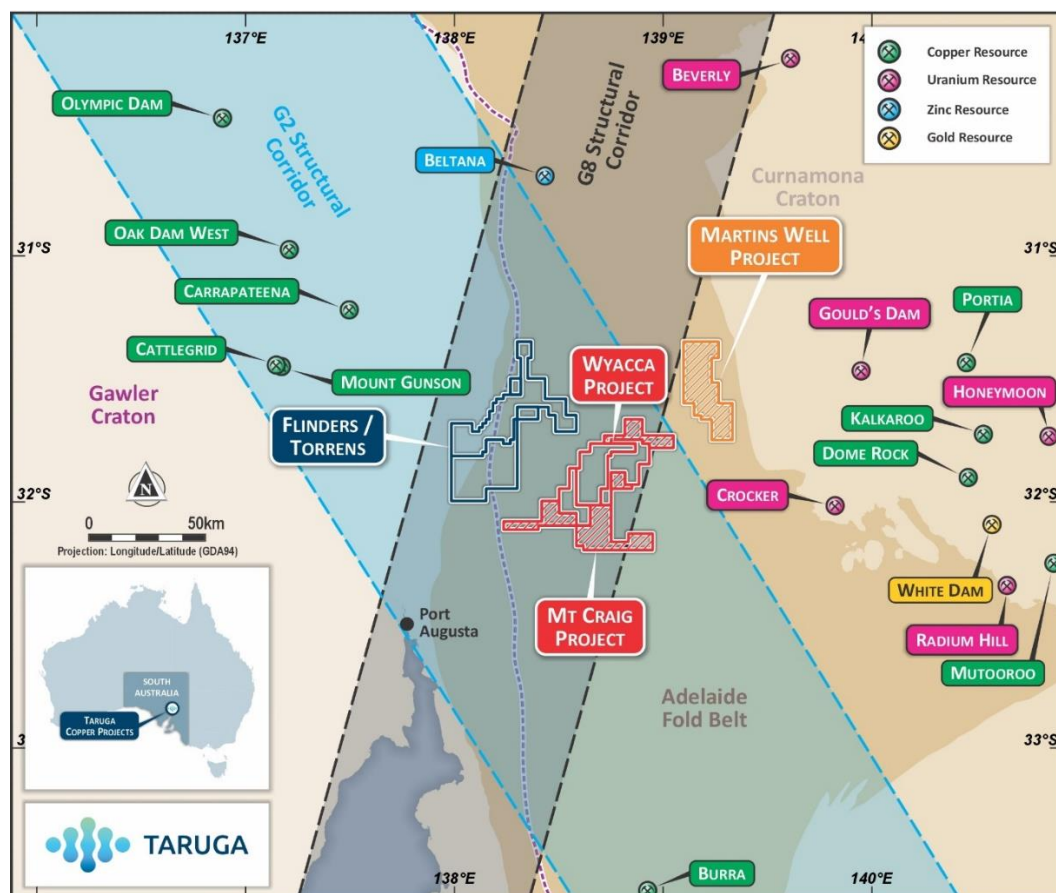 137°E
138°E
139°E
14
Copper Resource
Uranium Resource
Zinc Resource
Gold Resource
BEVERLY
OLYMPIC DAM
G2 Structural
Corridor
G8 Structural
Corridor
BELTANA
Curnamona
Craton
OAK DAM WEST
31°S
31°S
MARTINS WELL
PROJECT
CARRAPATEENA
GOULD'S DAM
PORTIA
CATTLEGRID
MOUNT GUNSON
WYACCA
PROJECT
HONEYMOON
Gawler
Craton
FLINDERS /
TORRENS
KALKAROO
DOME ROCK
N
32°S
CROCKER
32°S
0
50km
Projection: Longitude/Latitude (GDA94)
WHITE DAM
MT CRAIG
PROJECT
Port
Augusta
RADIUM HILL
MUTOOROO
SOUTH
AUSTRALIA
TARUGA
COPPER PROJECTS
Adelaide
Fold Belt
33°S
TARUGA
138°E
BURRA
140°E